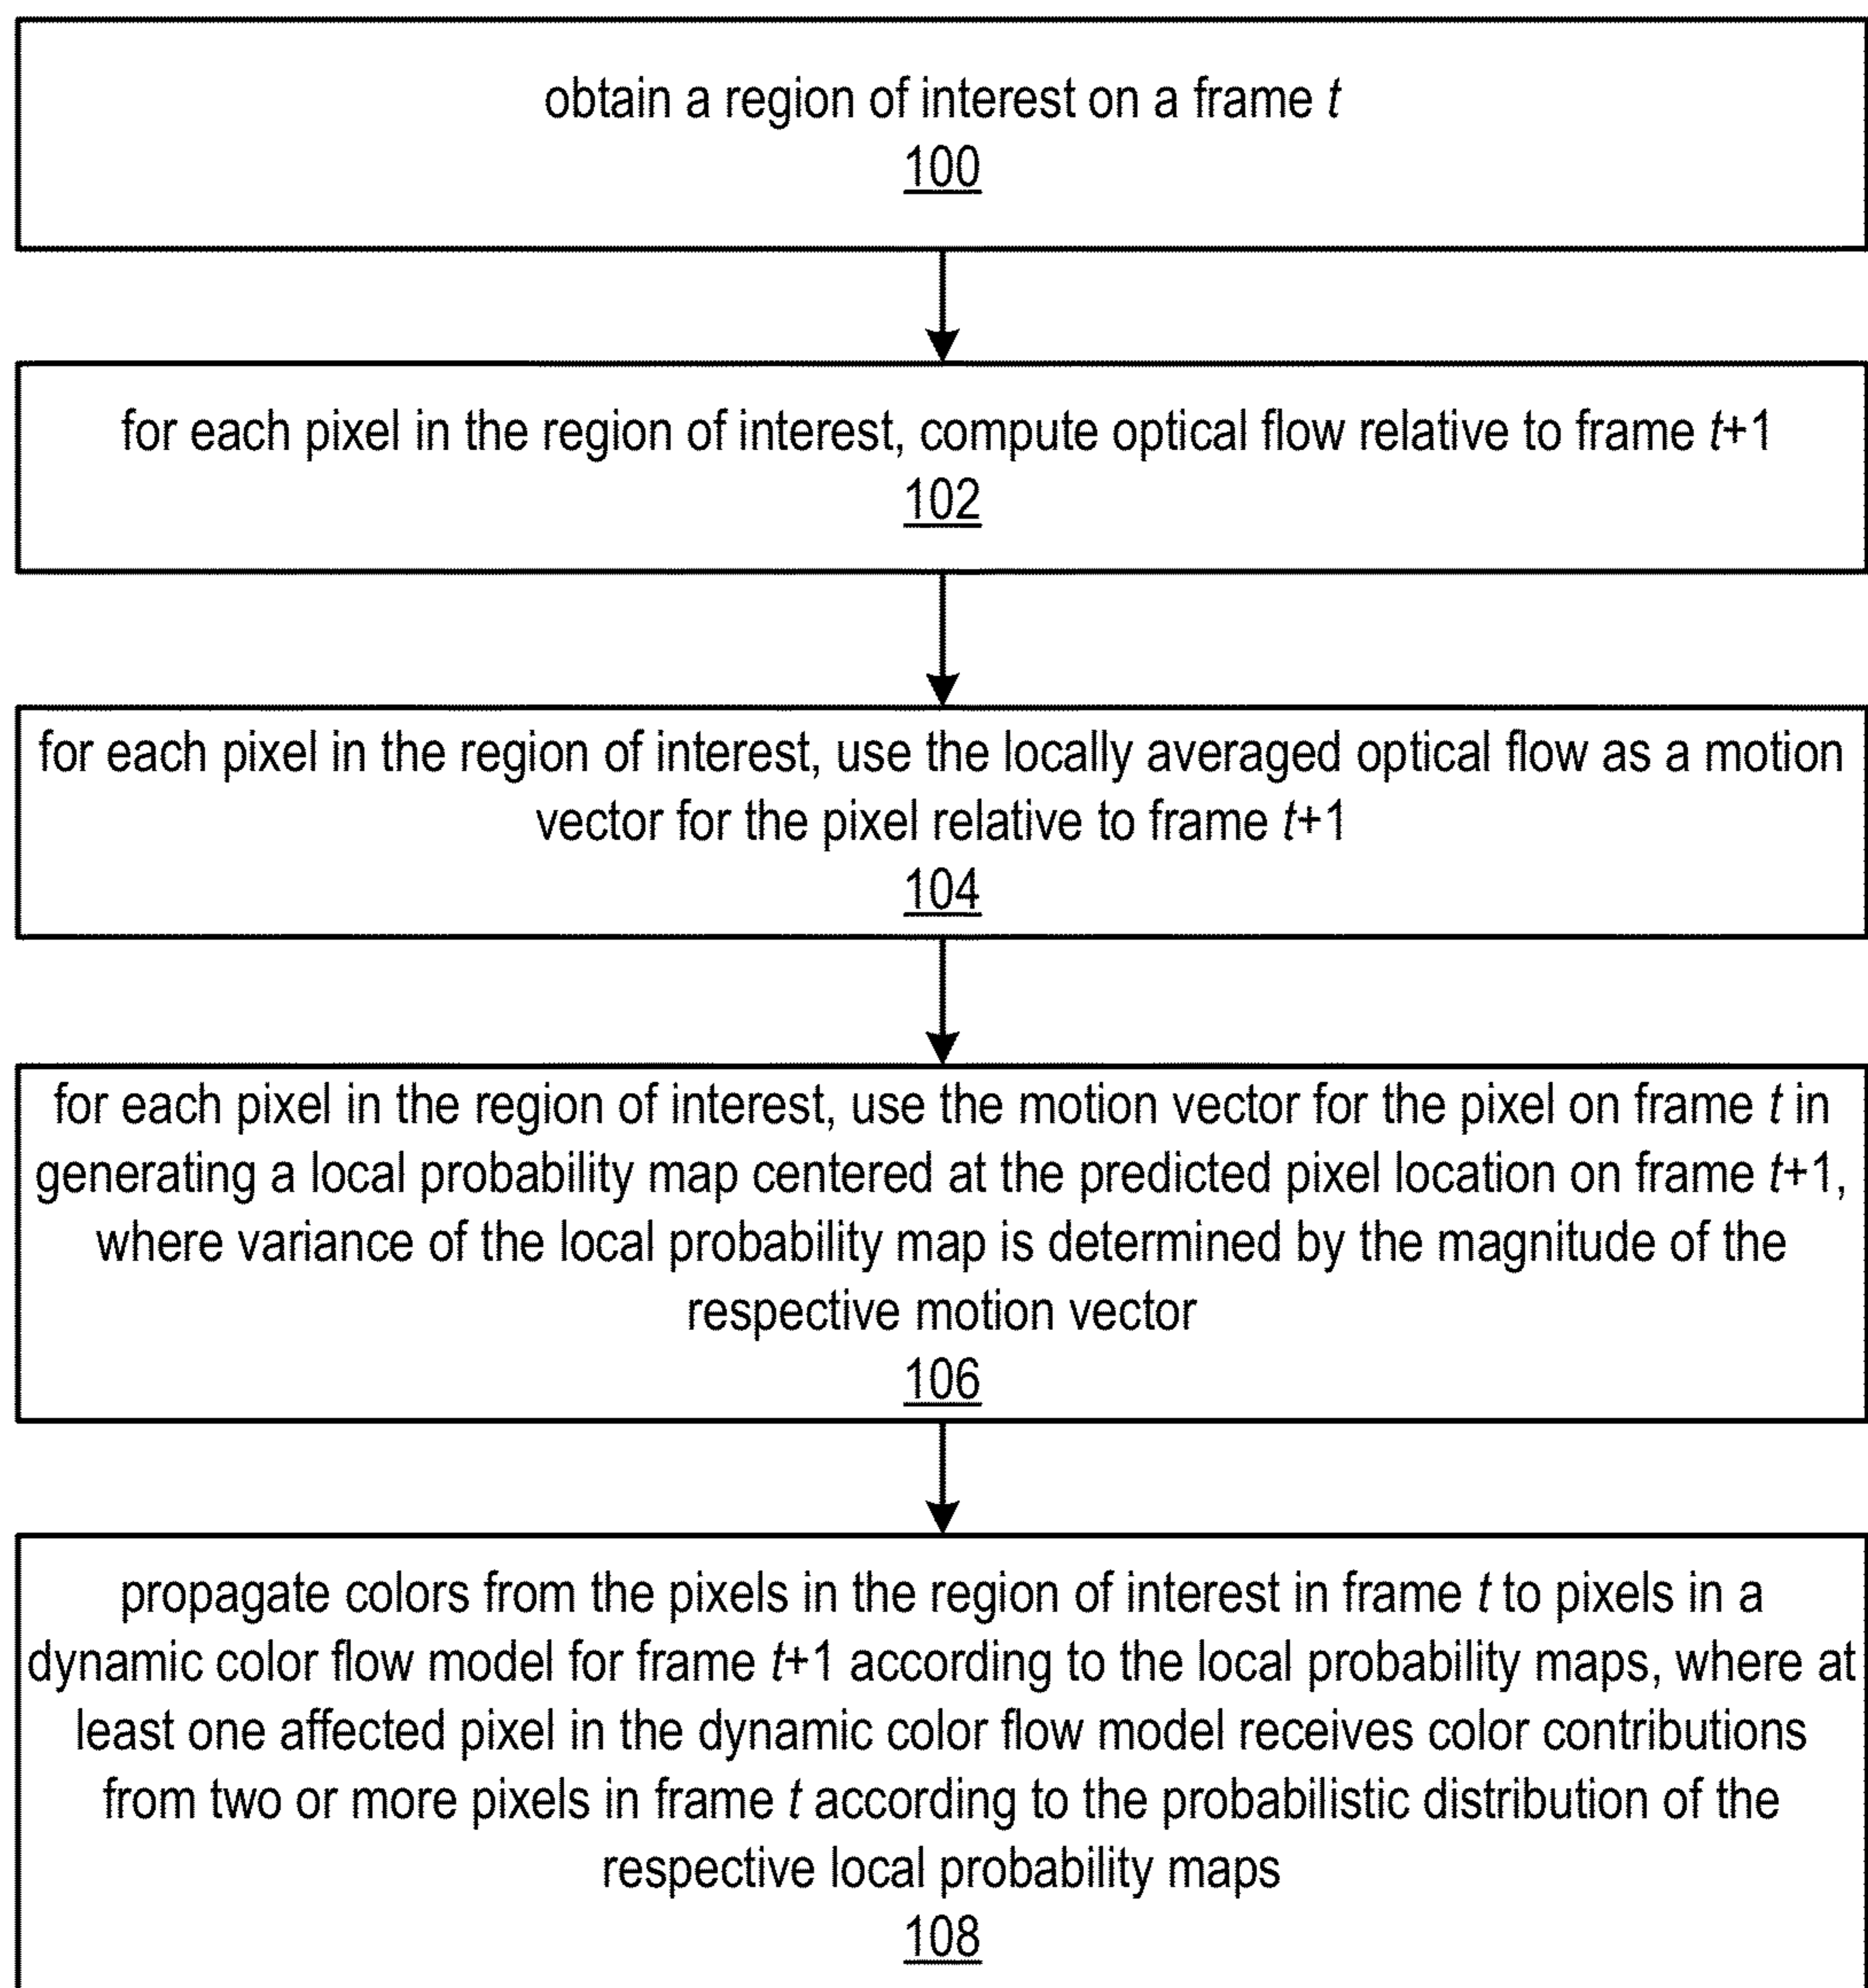 obtain a region of interest on a frame t
100
for each pixel in the region of interest, compute optical flow relative to frame t+1
102
for each pixel in the region of interest, use the locally averaged optical flow as a motion
vector for the pixel relative to frame t+1
104
for each pixel in the region of interest, use the motion vector for the pixel on frame t in
generating a local probability map centered at the predicted pixel location on frame t+1,
where variance of the local probability map is determined by the magnitude of the
respective motion vector
106
propagate colors from the pixels in the region of interest in frame t to pixels in a
dynamic color flow model for frame t+1 according to the local probability maps, where at
least one affected pixel in the dynamic color flow model receives color contributions
from two or more pixels in frame t according to the probabilistic distribution of the
respective local probability maps
108